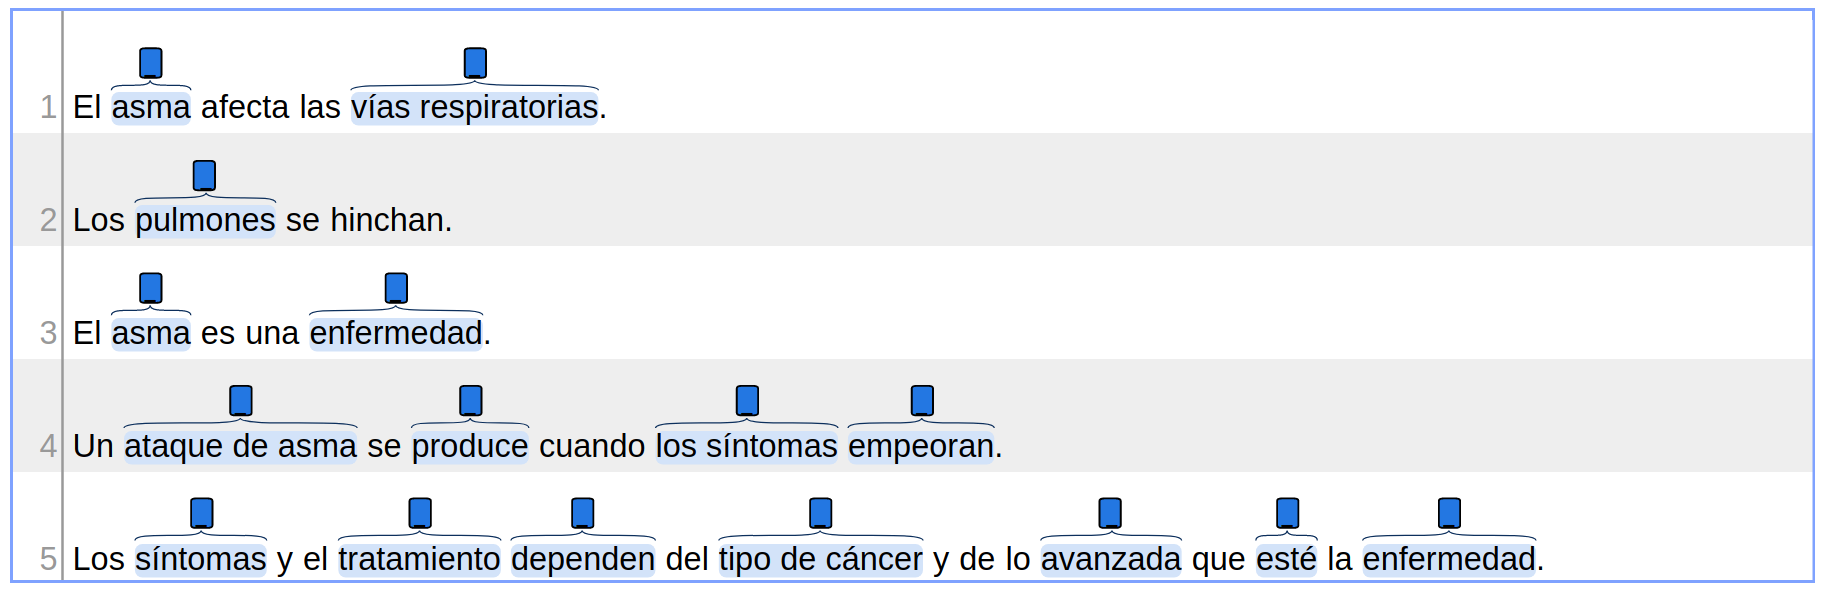 1 El asma afecta las vías respiratorias.
2 Los pulmones se hinchan.
3 El asma es una enfermedad.
4 Un ataque de asma se produce cuando los síntomas empeoran.
5 Los síntomas y el tratamiento dependen del tipo de cáncer y de lo avanzada que esté la enfermedad.